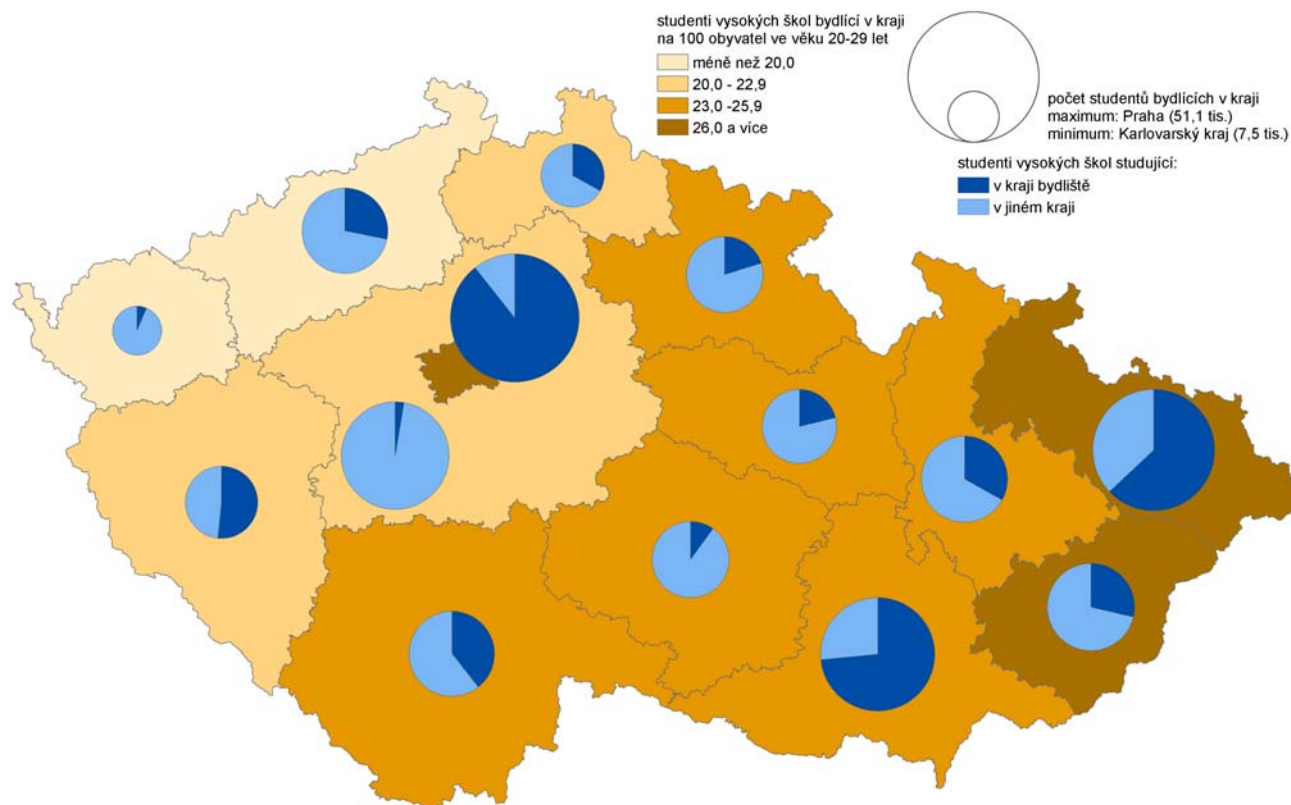 studenti vysokých škol bydlící v kraji
na 100 obyvatel ve věku 20-29 let
méně než 20,0
20,0 - 22,9
23,0 -25,9
26,0 a více
počet studentů bydlících v kraji
maximum: Praha (51,1 tis.)
minimum: Karlovarský kraj (7,5 tis.)
studenti vysokých škol studující:
v kraji bydliště
v jiném kraji